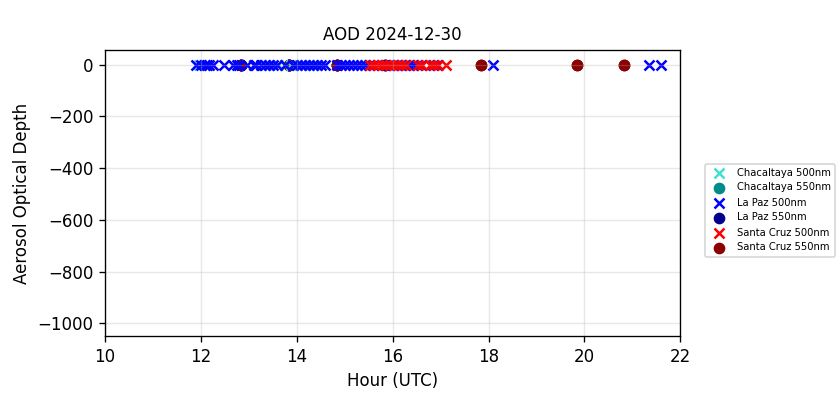 AOD 2024-12-30
Aerosol Optical Depth
0
−200
−400
−600
−800
−1000
10 12 14 16 18 20 22
Hour (UTC)
Chacaltaya 500nm
Chacaltaya 550nm
La Paz 500nm
La Paz 550nm
Santa Cruz 500nm
Santa Cruz 550nm